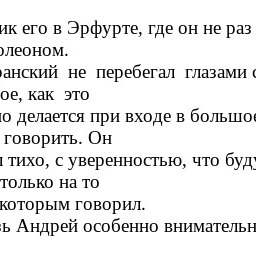 ик его в Эрфурте, где он не раз
олеоном.
ранский не перебегал глазами с
ое, как это
о делается при входе в большое
говорить. Он
тихо, с уверенностью, что буду
только на то
которым говорил.
зь Андрей особенно внимательн